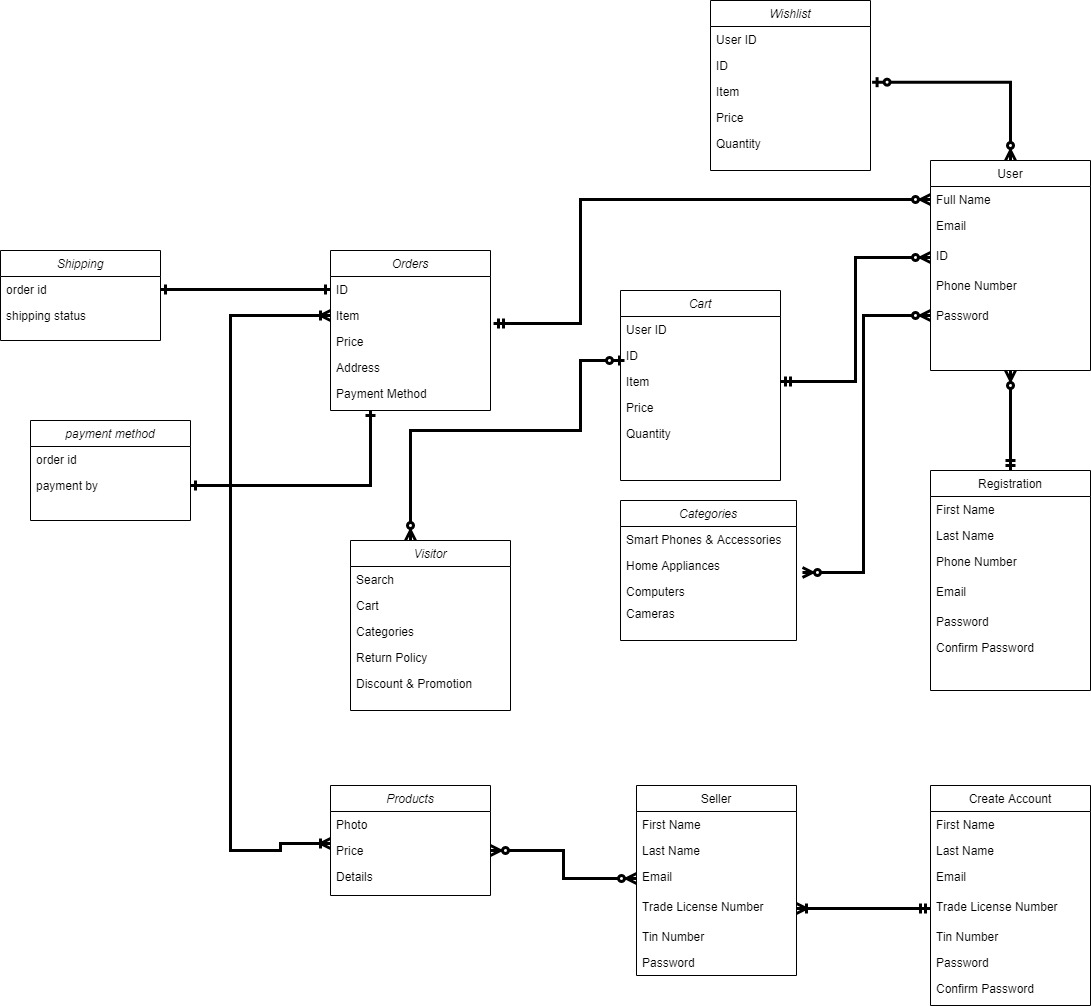 Wishlist
User ID
ID
Item
Price
Quantity
User
Full Name
Email
ID
Phone Number
Password
Shipping
order id
shipping status
Orders
ID
Item
Price
Address
Payment Method
Cart
User ID
ID
Item
Price
Quantity
payment method
order id
payment by
Registration
First Name
Last Name
Phone Number
Email
Password
Confirm Password
Categories
Smart Phones & Accessories
Home Appliances
Computers
Cameras
Visitor
Search
Cart
Categories
Return Policy
Discount & Promotion
Products
Photo
Price
Details
Seller
First Name
Last Name
Email
Trade License Number
Tin Number
Password
Create Account
First Name
Last Name
Email
Trade License Number
Tin Number
Password
Confirm Password